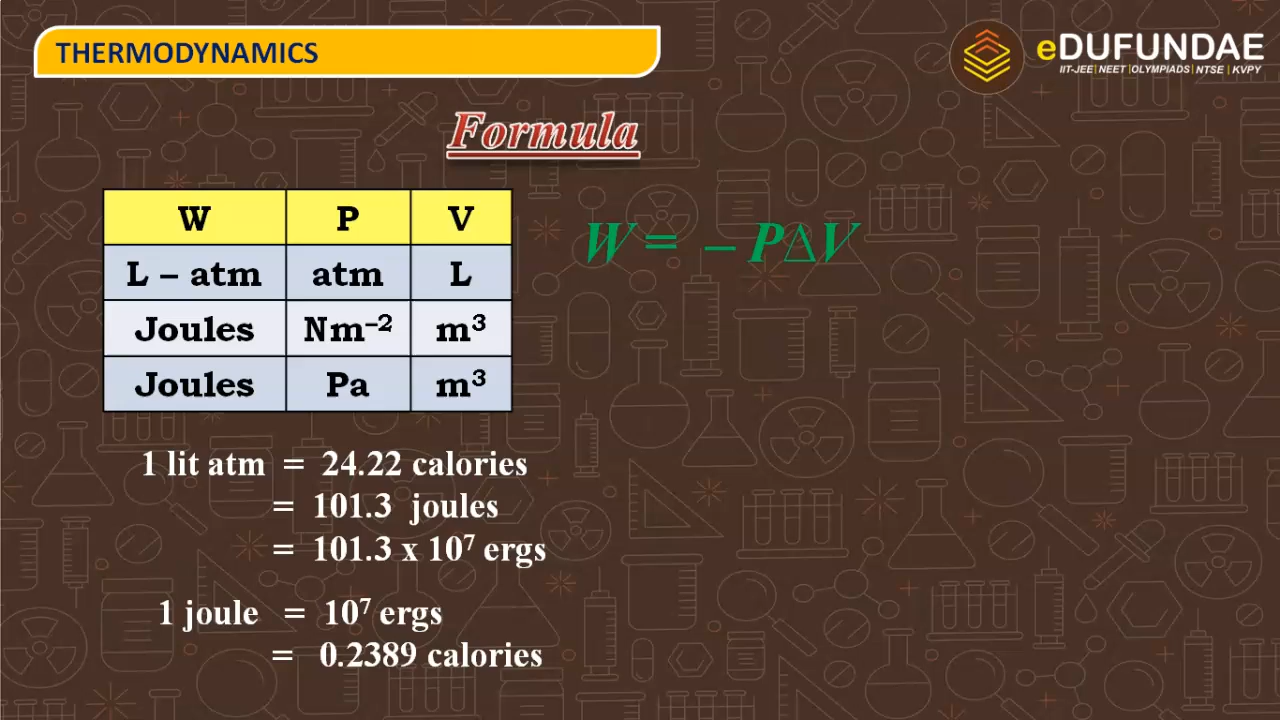 THERMODYNAMICS
eDUFUNDAE
IIT-JEE | NEET | OLYMPIADS | NTSE | KVPY
Formula
W P V
L – atm atm L
Joules Nm⁻² m³
Joules Pa m³
W = – PΔV
1 lit atm = 24.22 calories
= 101.3 joules
= 101.3 x 10⁷ ergs
1 joule = 10⁷ ergs
= 0.2389 calories